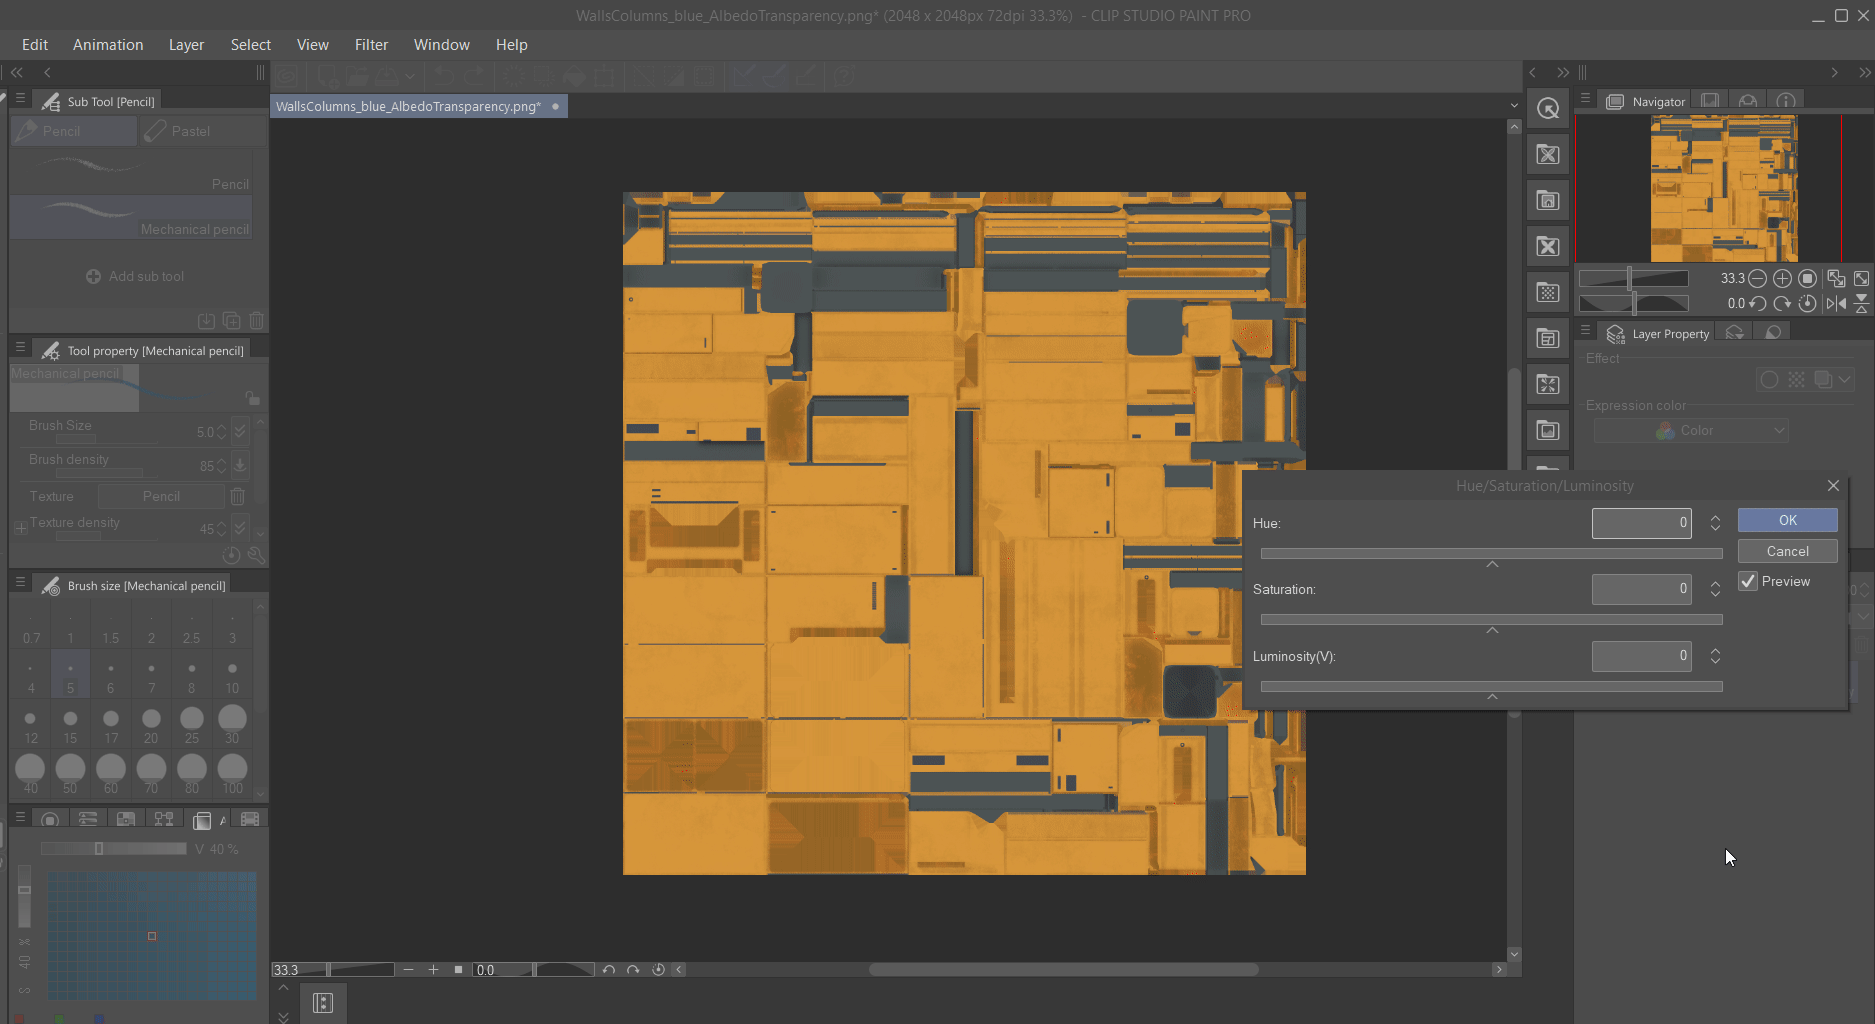 WallsColumns_blue_AlbedoTransparency.png* (2048 x 2048px 72dpi 33.3%) - CLIP STUDIO PAINT PRO
Edit Animation Layer Select View Filter Window Help
Sub Tool [Pencil]
Pencil Pastel
Pencil
Mechanical pencil
Add sub tool
Tool property [Mechanical pencil]
Mechanical pencil
Brush Size 5.0
Brush density 85
Texture Pencil
Texture density 45
Brush size [Mechanical pencil]
0.7 1 1.5 2 2.5 3
4 5 6 7 8 10
12 15 17 20 25 30
40 50 60 70 80 100
V 40 %
40
S
WallsColumns_blue_AlbedoTransparency.png*
33.3 0.0
Navigator
33.3
0.0
Layer Property
Effect
Expression color
Color
Hue/Saturation/Luminosity
Hue: 0
OK
Cancel
Preview
Saturation: 0
Luminosity(V): 0